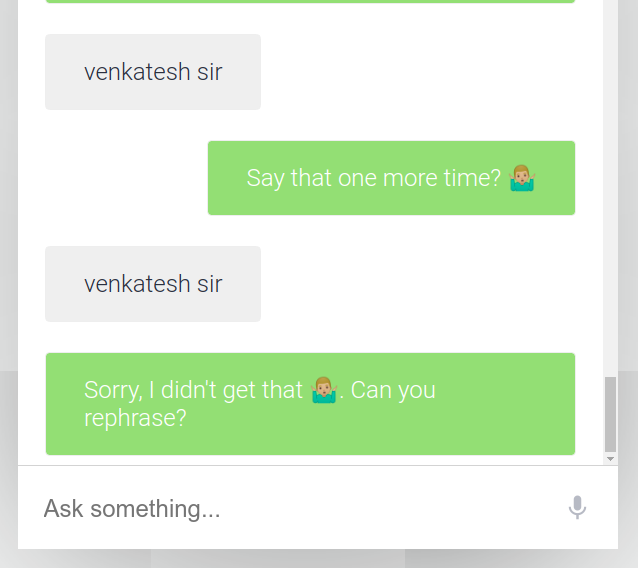 venkatesh sir
Say that one more time? 🤷🏼‍♂️
venkatesh sir
Sorry, I didn't get that 🤷🏼‍♂️. Can you
rephrase?
Ask something...